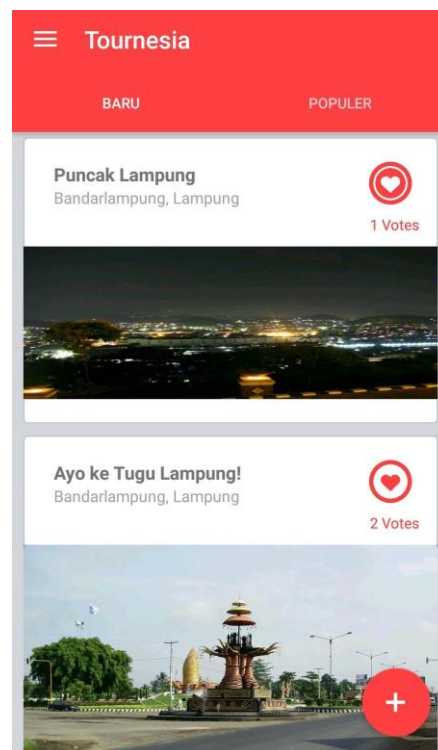 Tournesia
BARU
POPULER
Puncak Lampung
Bandarlampung, Lampung
1 Votes
Ayo ke Tugu Lampung!
Bandarlampung, Lampung
2 Votes
+